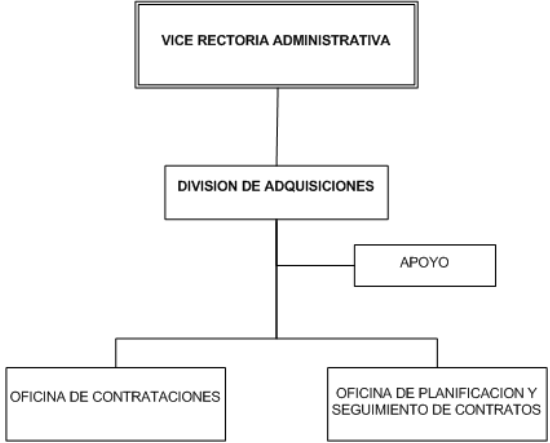 VICE RECTORIA ADMINISTRATIVA
DIVISION DE ADQUISICIONES
APOYO
OFICINA DE CONTRATACIONES
OFICINA DE PLANIFICACION Y
SEGUIMIENTO DE CONTRATOS